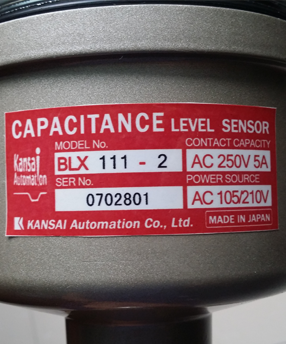 CAPACITANCE LEVEL SENSOR
Kansai
Automation
MODEL No.
BLX 111 - 2
CONTACT CAPACITY
AC 250V 5A
SER No.
0702801
POWER SOURCE
AC 105/210V
KANSAI Automation Co., Ltd.
MADE IN JAPAN